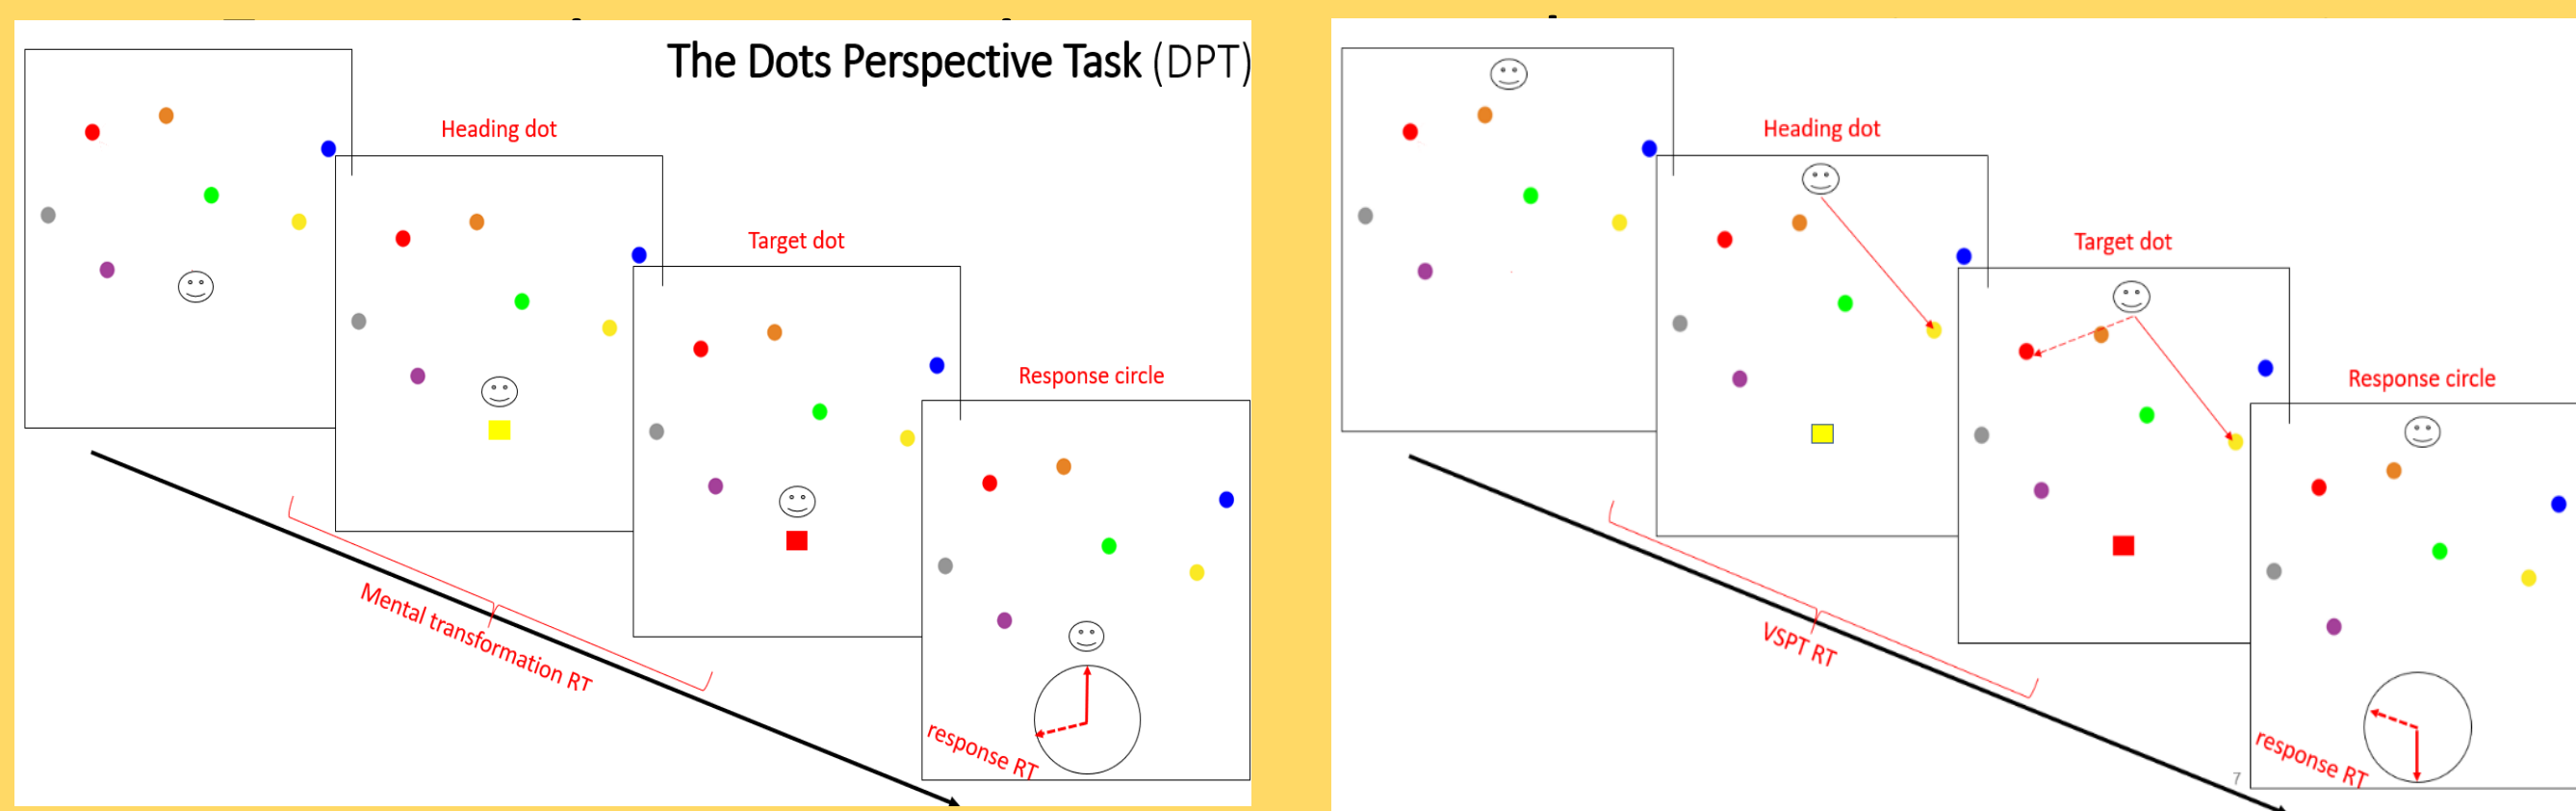 The Dots Perspective Task (DPT)
Heading dot
Target dot
Response circle
Mental transformation RT
response RT
Heading dot
Target dot
Response circle
VSPT RT
response RT
7